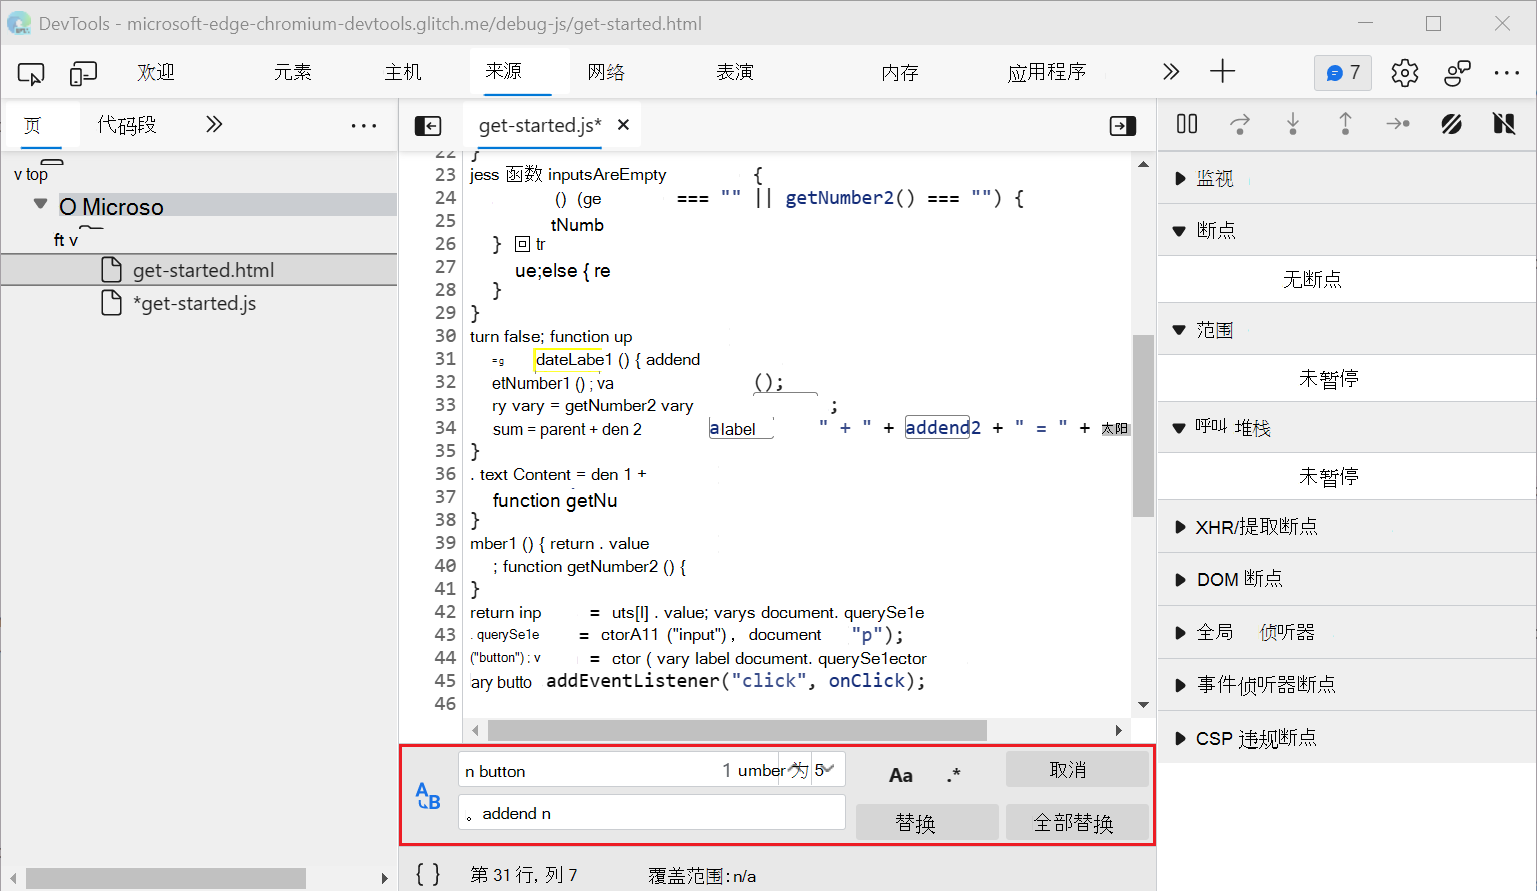 DevTools - microsoft-edge-chromium-devtools.glitch.me/debug-js/get-started.html
欢迎 元素 主机 来源 网络 表演 内存 应用程序 7
页 代码段
get-started.js*
v top
O Microso
ft v
get-started.html
*get-started.js
22 }
23 jess 函数 inputsAreEmpty {
24 () (ge === "" || getNumber2() === "") {
25 tNumb
26 } 回 tr
27 ue;else { re
28 }
29 }
30 turn false; function up
31 =g dateLabe1 () { addend
32 etNumber1 () ; va ();
33 ry vary = getNumber2 vary ;
34 sum = parent + den 2 alabel " + " + addend2 + " = " + 太阳
35 }
36 . text Content = den 1 +
37 function getNu
38 }
39 mber1 () { return . value
40 ; function getNumber2 () {
41 }
42 return inp = uts[l] . value; varys document. querySe1e
43 . querySe1e = ctorA11 ("input") , document "p");
44 ("button") ; v = ctor ( vary label document. querySe1ector
45 ary butto addEventListener("click", onClick);
46
n button 1 umber 为 5
Aa .* 取消
A B
。addend n
替换 全部替换
{ } 第 31 行, 列 7 覆盖范围: n/a
监视
断点
无断点
范围
未暂停
呼叫 堆栈
未暂停
XHR/提取断点
DOM 断点
全局 侦听器
事件侦听器断点
CSP 违规断点